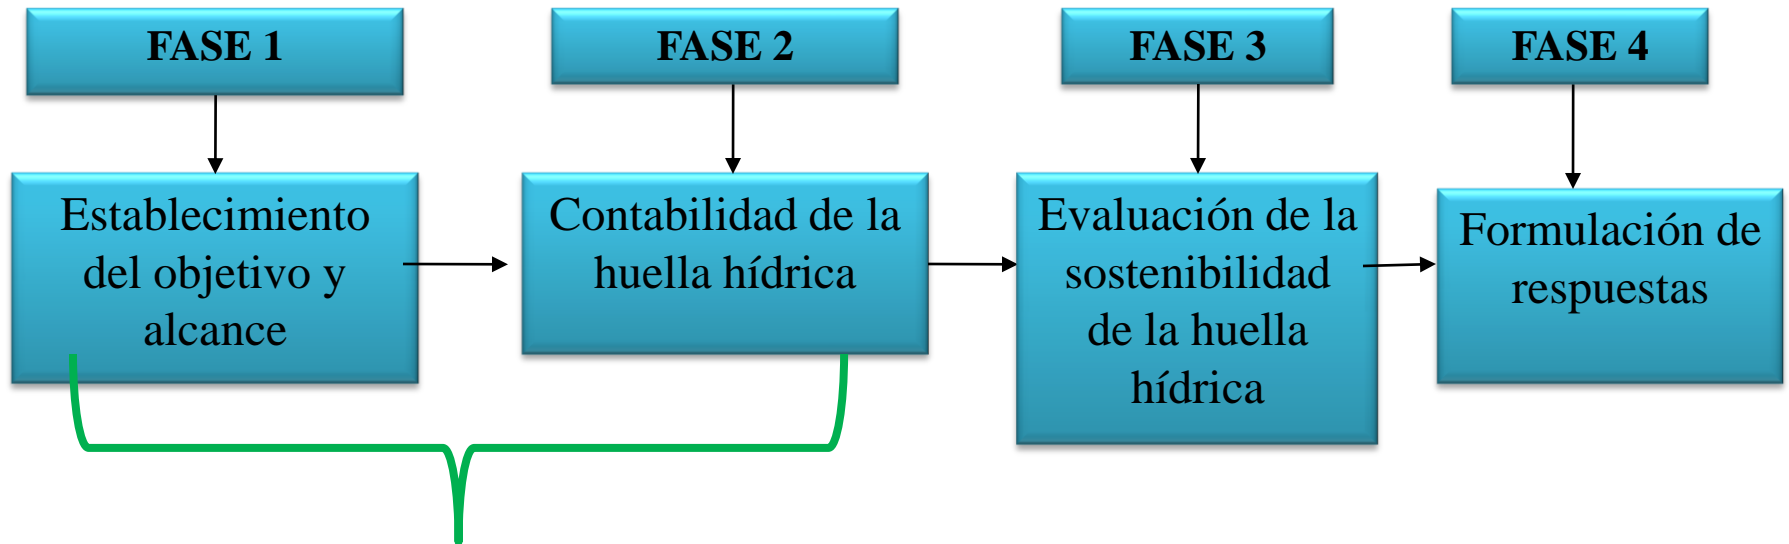 FASE 1
FASE 2
FASE 3
FASE 4
Establecimiento
del objetivo y
alcance
Contabilidad de la
huella hídrica
Evaluación de la
sostenibilidad
de la huella
hídrica
Formulación de
respuestas